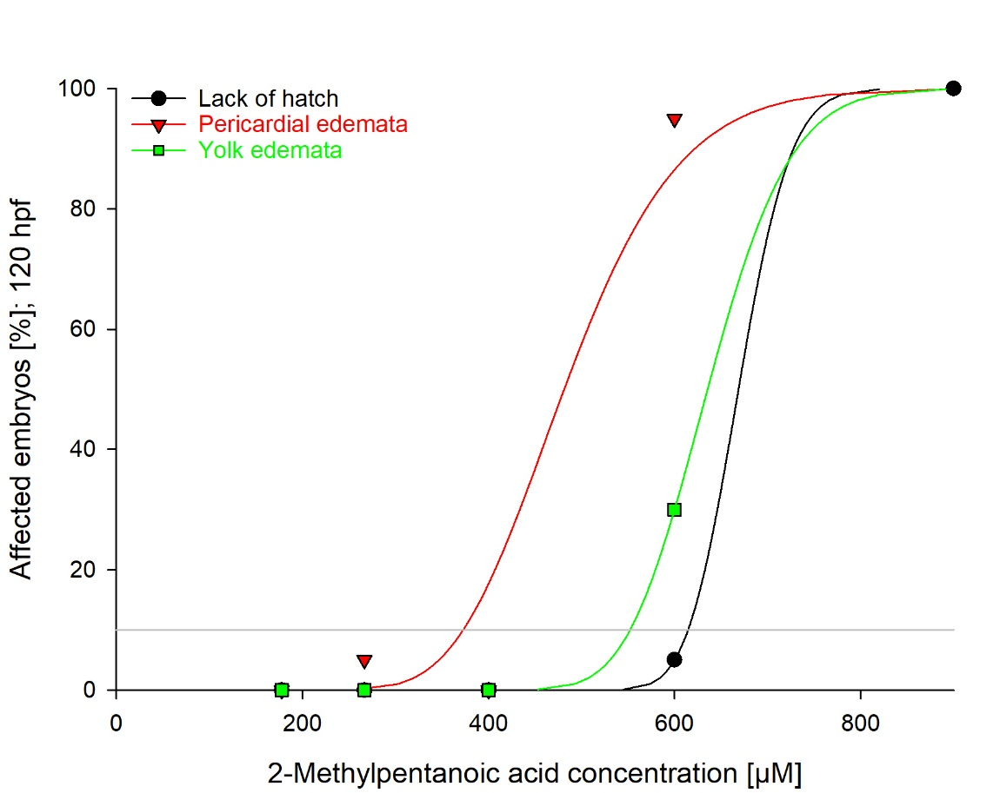 Lack of hatch
Pericardial edemata
Yolk edemata
Affected embryos [%]; 120 hpf
100
80
60
40
20
0
0 200 400 600 800
2-Methylpentanoic acid concentration [µM]